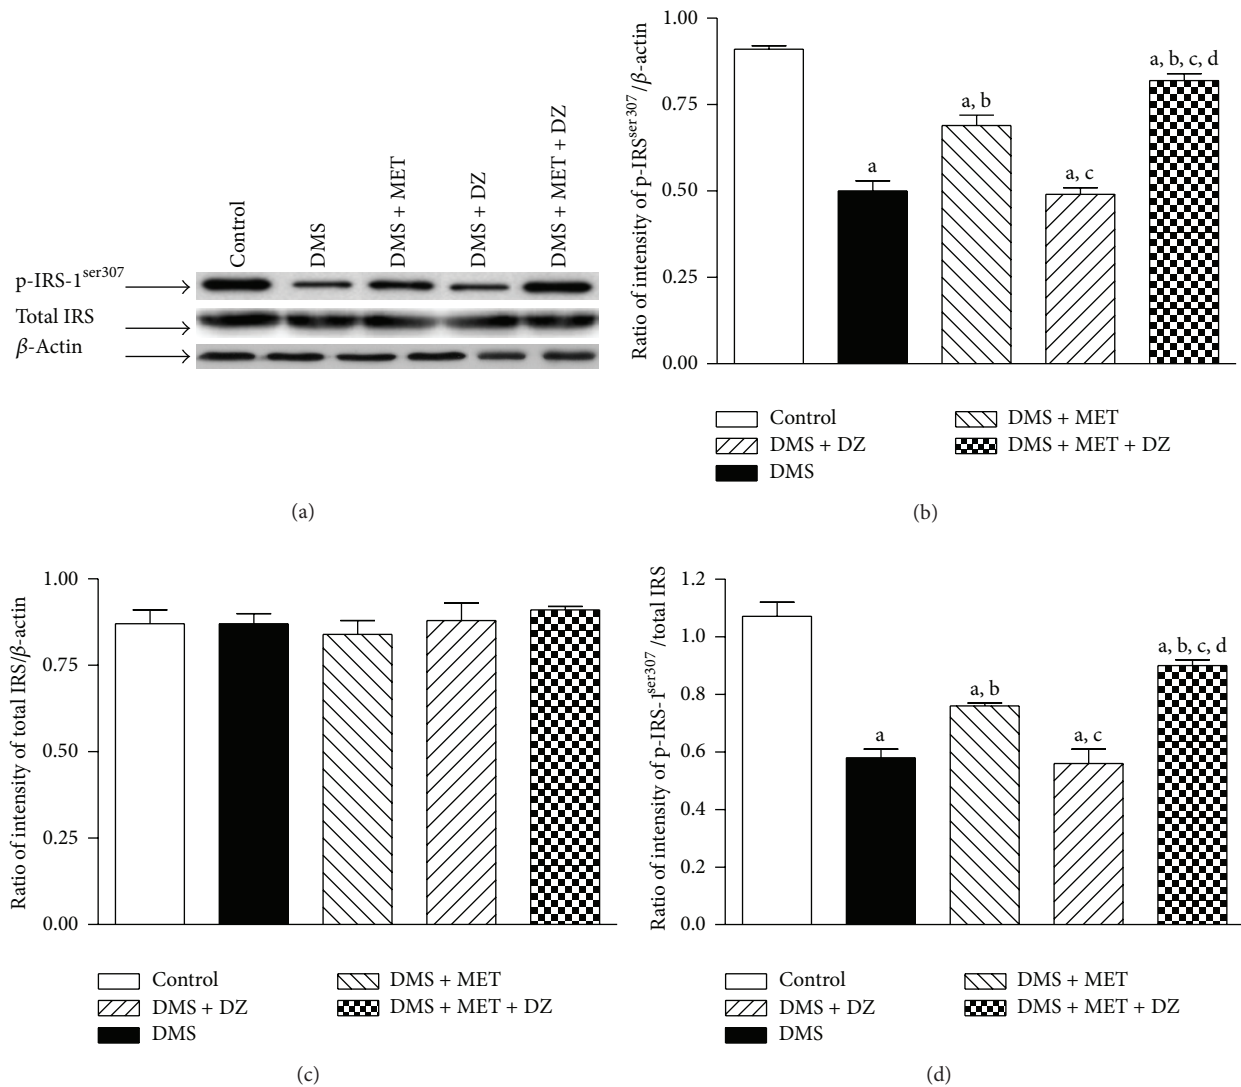 Control
DMS
DMS + MET
DMS + DZ
DMS + MET + DZ
p-IRS-1ser307
Total IRS
β-Actin
(a)
Ratio of intensity of p-IRSser307/β-actin
1.00
0.75
0.50
0.25
0.00
a
a, b
a, c
a, b, c, d
Control
DMS + MET
DMS + DZ
DMS + MET + DZ
DMS
(b)
Ratio of intensity of total IRS/β-actin
1.00
0.75
0.50
0.25
0.00
Control
DMS + MET
DMS + DZ
DMS + MET + DZ
DMS
(c)
Ratio of intensity of p-IRS-1ser307/total IRS
1.2
1.0
0.8
0.6
0.4
0.2
0.0
a
a, b
a, c
a, b, c, d
Control
DMS + MET
DMS + DZ
DMS + MET + DZ
DMS
(d)